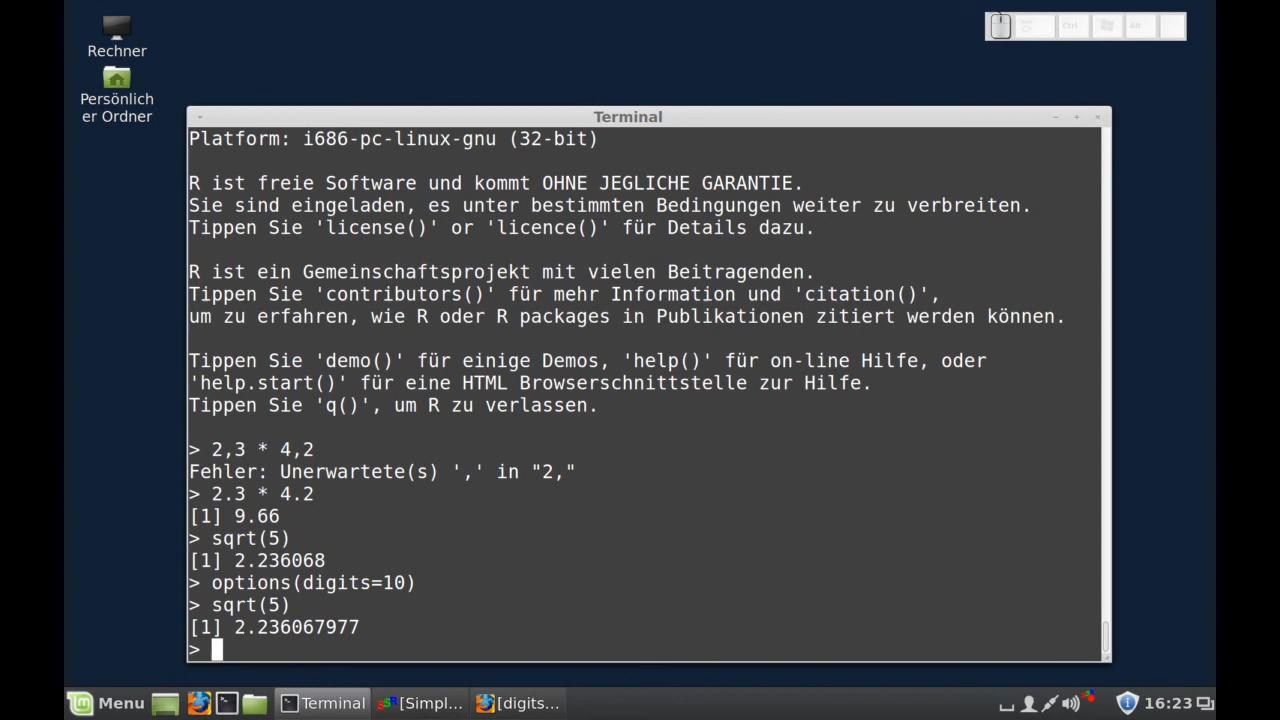 Rechner
Persönlich
er Ordner
Ctrl
Alt
Terminal
Platform: i686-pc-linux-gnu (32-bit)
R ist freie Software und kommt OHNE JEGLICHE GARANTIE.
Sie sind eingeladen, es unter bestimmten Bedingungen weiter zu verbreiten.
Tippen Sie 'license()' or 'licence()' für Details dazu.
R ist ein Gemeinschaftsprojekt mit vielen Beitragenden.
Tippen Sie 'contributors()' für mehr Information und 'citation()',
um zu erfahren, wie R oder R packages in Publikationen zitiert werden können.
Tippen Sie 'demo()' für einige Demos, 'help()' für on-line Hilfe, oder
'help.start()' für eine HTML Browserschnittstelle zur Hilfe.
Tippen Sie 'q()', um R zu verlassen.
> 2,3 * 4,2
Fehler: Unerwartete(s) ',' in "2,"
> 2.3 * 4.2
[1] 9.66
> sqrt(5)
[1] 2.236068
> options(digits=10)
> sqrt(5)
[1] 2.236067977
>
Menu
Terminal
[Simpl...
[digits...
16:23